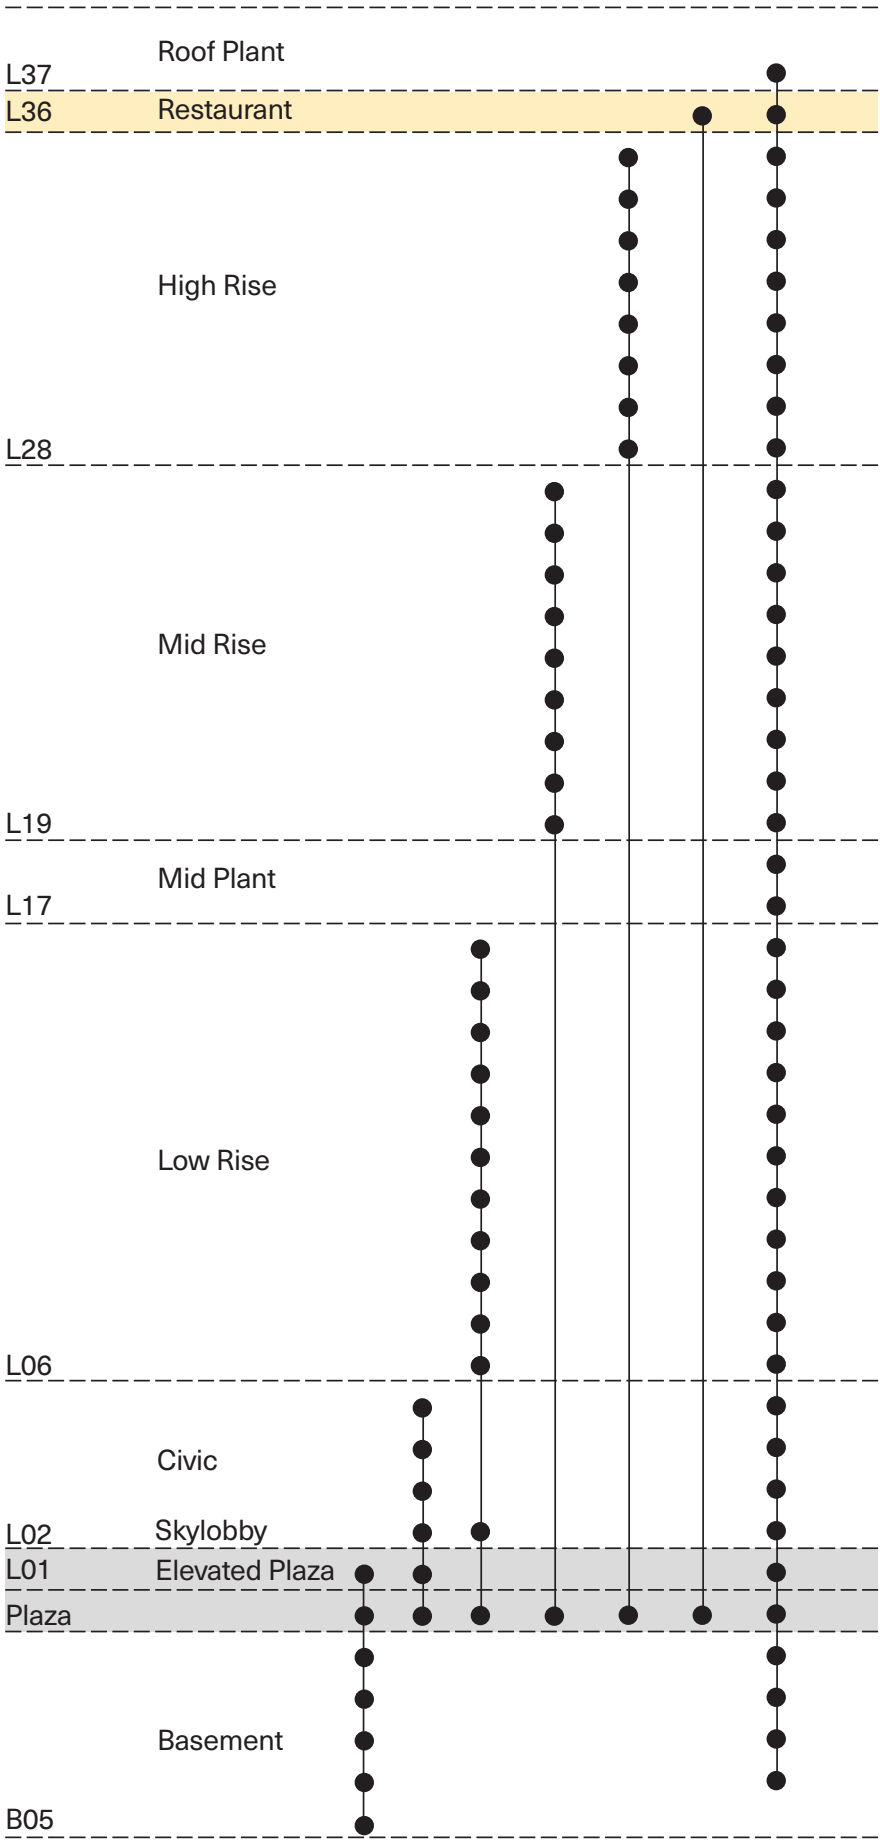 Roof Plant
L37
L36 Restaurant
High Rise
L28
Mid Rise
L19
Mid Plant
L17
Low Rise
L06
Civic
L02 Skylobby
L01 Elevated Plaza
Plaza
Basement
B05